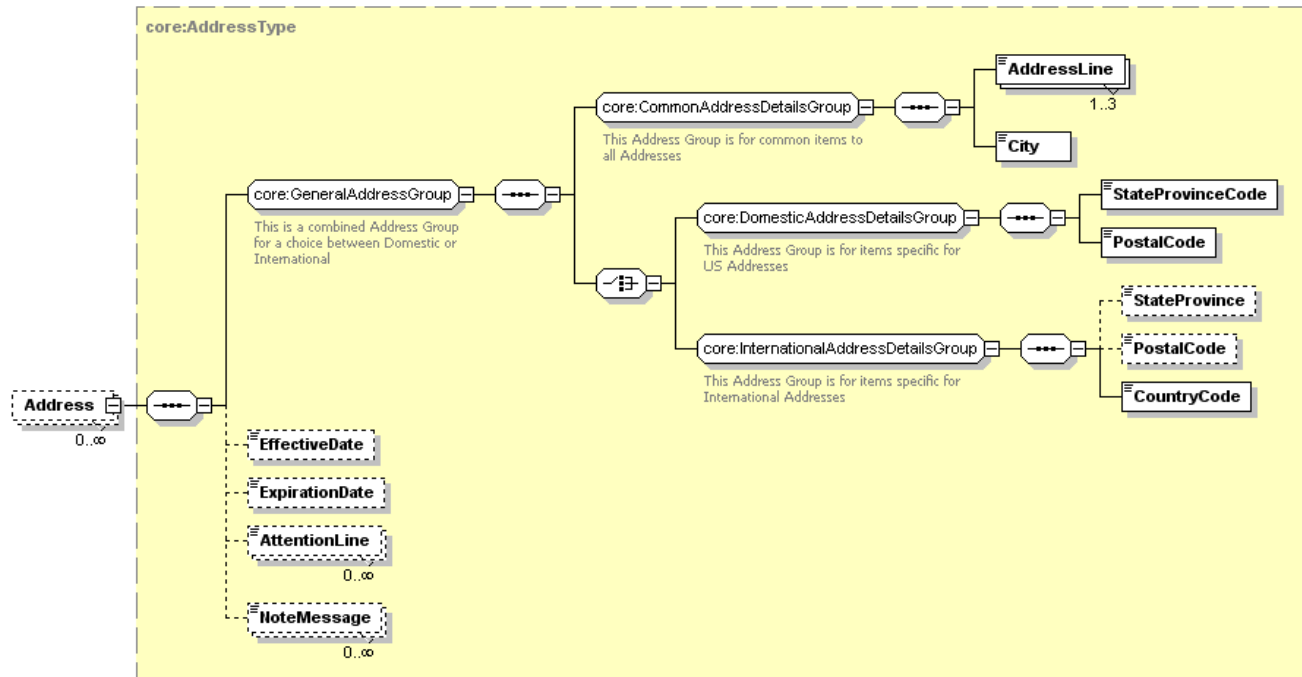 core:AddressType
AddressLine
1..3
core:CommonAddressDetailsGroup
This Address Group is for common items to
all Addresses
City
core:GeneralAddressGroup
This is a combined Address Group
for a choice between Domestic or
International
core:DomesticAddressDetailsGroup
This Address Group is for items specific for
US Addresses
StateProvinceCode
PostalCode
core:InternationalAddressDetailsGroup
This Address Group is for items specific for
International Addresses
StateProvince
PostalCode
CountryCode
Address
0..∞
EffectiveDate
ExpirationDate
AttentionLine
0..∞
NoteMessage
0..∞